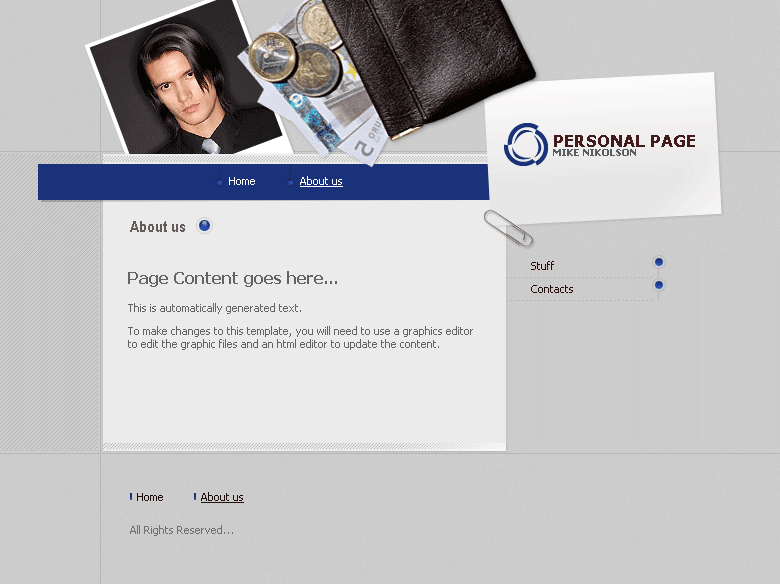 PERSONAL PAGE
MIKE NIKOLSON
Home
About us
About us
Stuff
Contacts
Page Content goes here...
This is automatically generated text.
To make changes to this template, you will need to use a graphics editor
to edit the graphic files and an html editor to update the content.
Home
About us
All Rights Reserved...
5